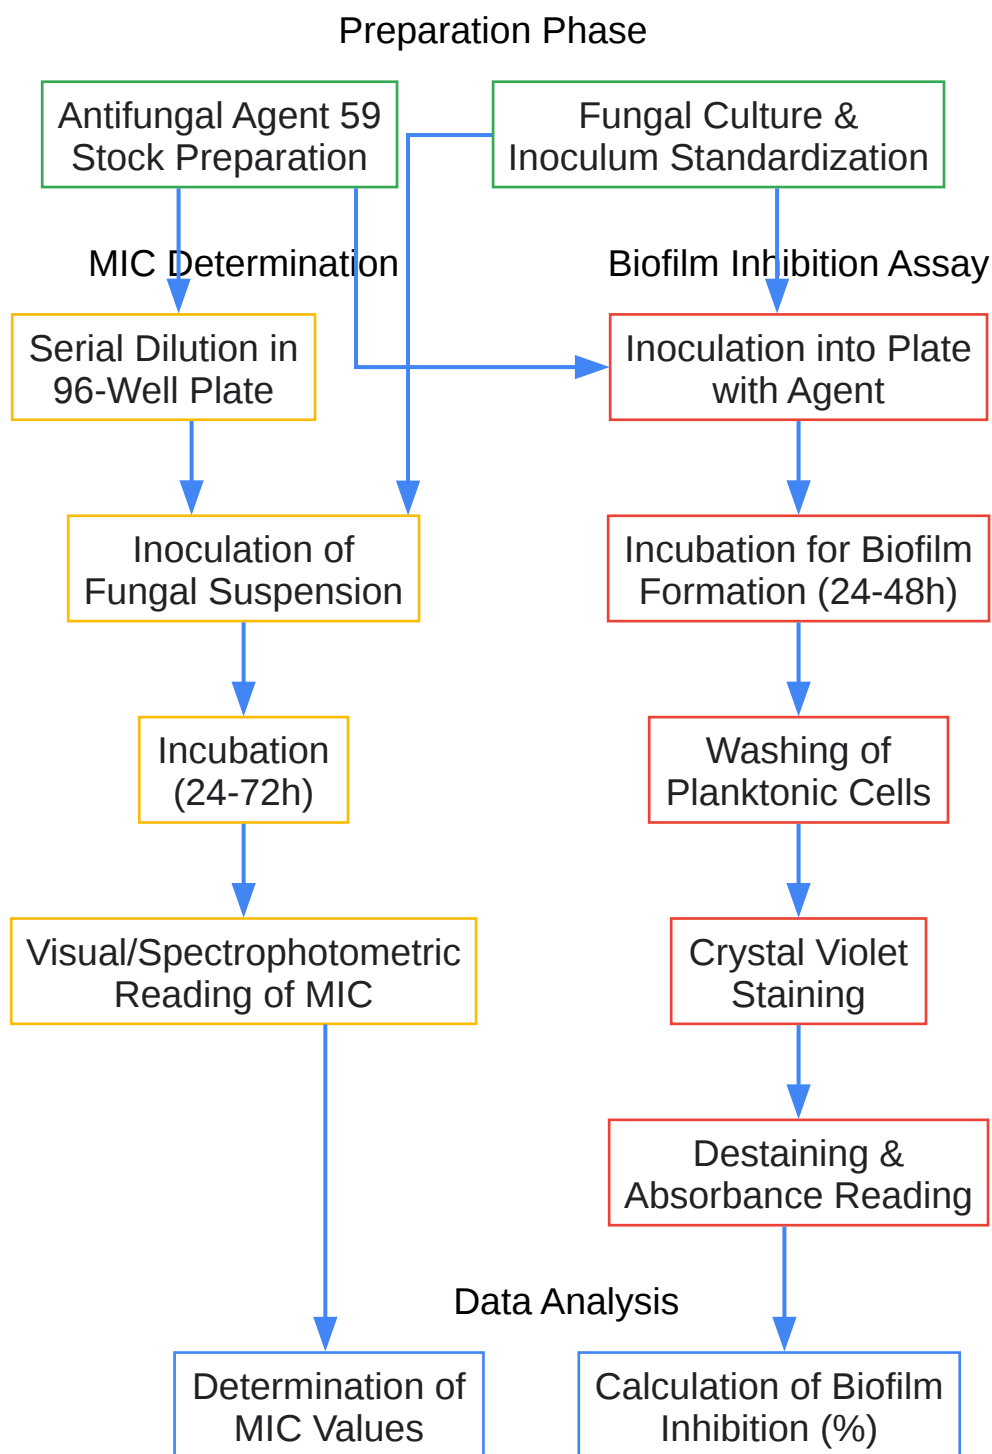 Preparation Phase
Antifungal Agent 59
Stock Preparation
Fungal Culture &
Inoculum Standardization
MIC Determination
Biofilm Inhibition Assay
Serial Dilution in
96-Well Plate
Inoculation into Plate
with Agent
Inoculation of
Fungal Suspension
Incubation for Biofilm
Formation (24-48h)
Incubation
(24-72h)
Washing of
Planktonic Cells
Visual/Spectrophotometric
Reading of MIC
Crystal Violet
Staining
Destaining &
Absorbance Reading
Data Analysis
Determination of
MIC Values
Calculation of Biofilm
Inhibition (%)